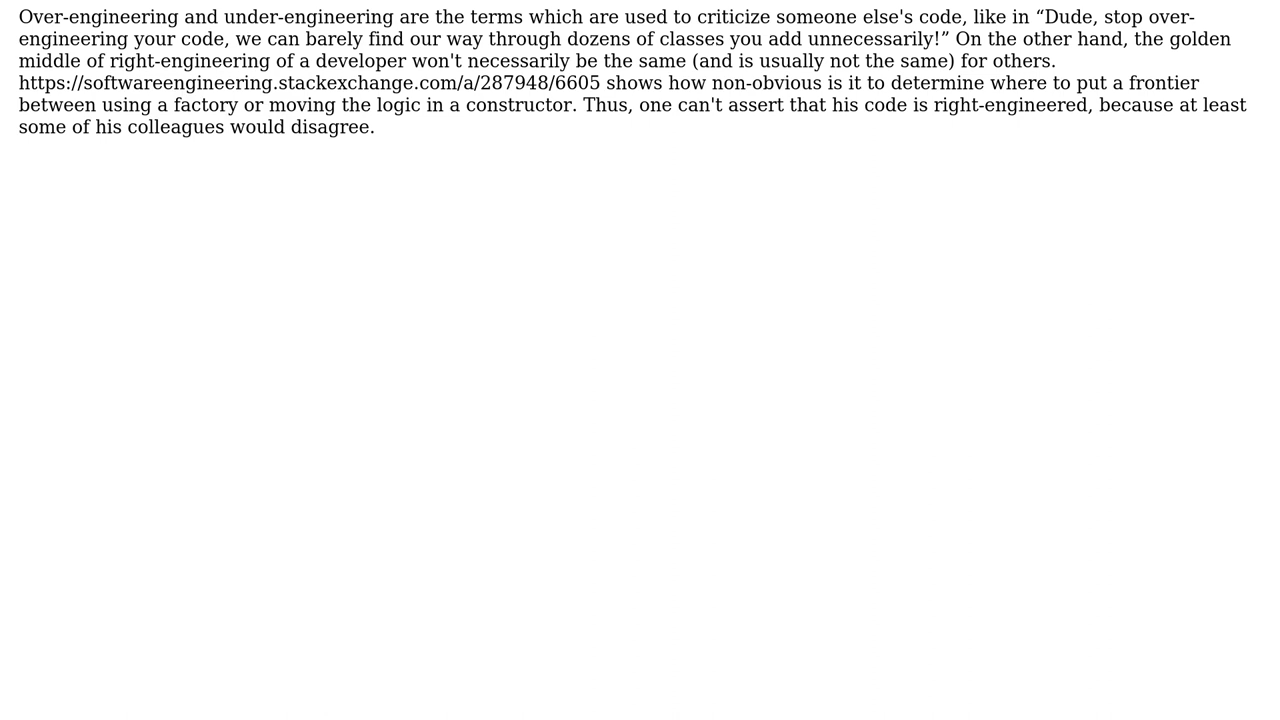 Over-engineering and under-engineering are the terms which are used to criticize someone else's code, like in “Dude, stop over-
engineering your code, we can barely find our way through dozens of classes you add unnecessarily!” On the other hand, the golden
middle of right-engineering of a developer won't necessarily be the same (and is usually not the same) for others.
https://softwareengineering.stackexchange.com/a/287948/6605 shows how non-obvious is it to determine where to put a frontier
between using a factory or moving the logic in a constructor. Thus, one can't assert that his code is right-engineered, because at least
some of his colleagues would disagree.